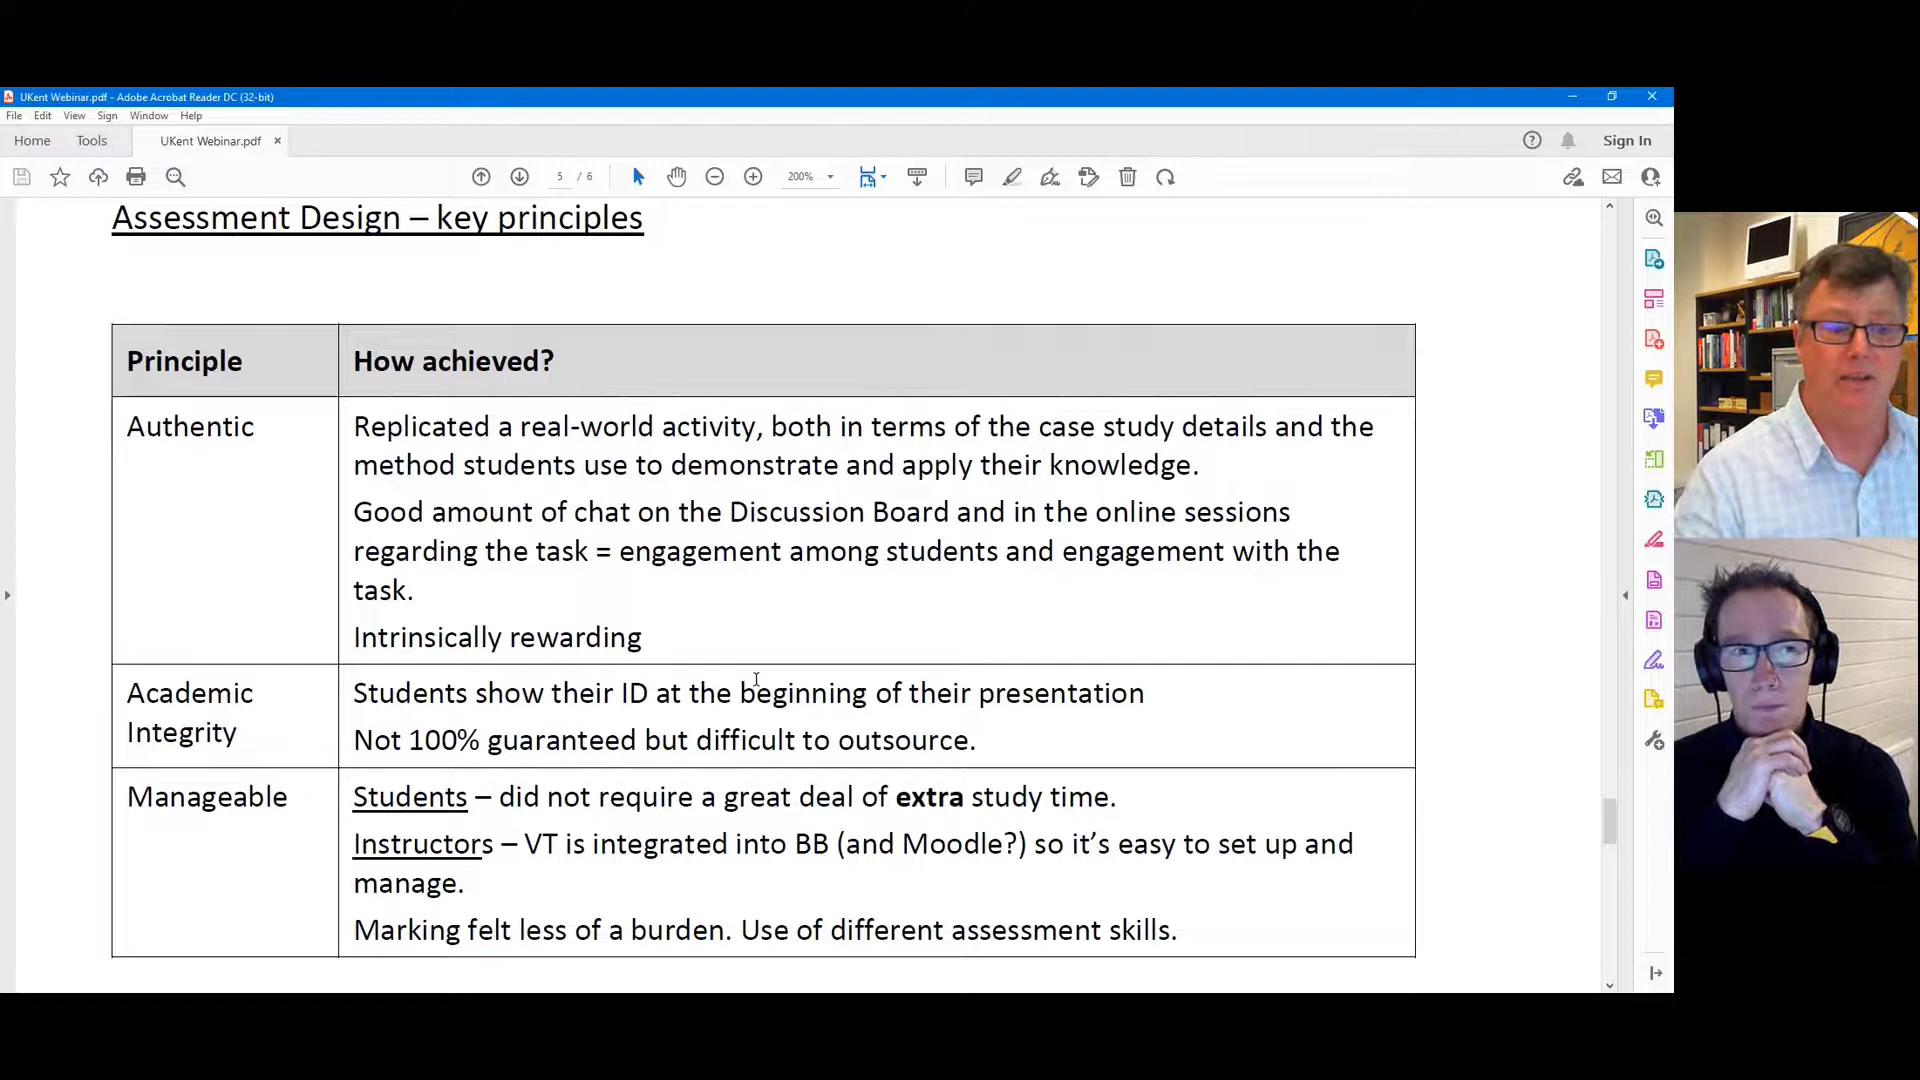 UKent Webinar.pdf - Adobe Acrobat Reader DC (32-bit)
File Edit View Sign Window Help
Home Tools UKent Webinar.pdf × Sign In
5 / 6 200%
Assessment Design – key principles
Principle How achieved?
Authentic Replicated a real-world activity, both in terms of the case study details and the
method students use to demonstrate and apply their knowledge.
Good amount of chat on the Discussion Board and in the online sessions
regarding the task = engagement among students and engagement with the
task.
Intrinsically rewarding
Academic Students show their ID at the beginning of their presentation
Integrity Not 100% guaranteed but difficult to outsource.
Manageable Students – did not require a great deal of extra study time.
Instructors – VT is integrated into BB (and Moodle?) so it’s easy to set up and
manage.
Marking felt less of a burden. Use of different assessment skills.